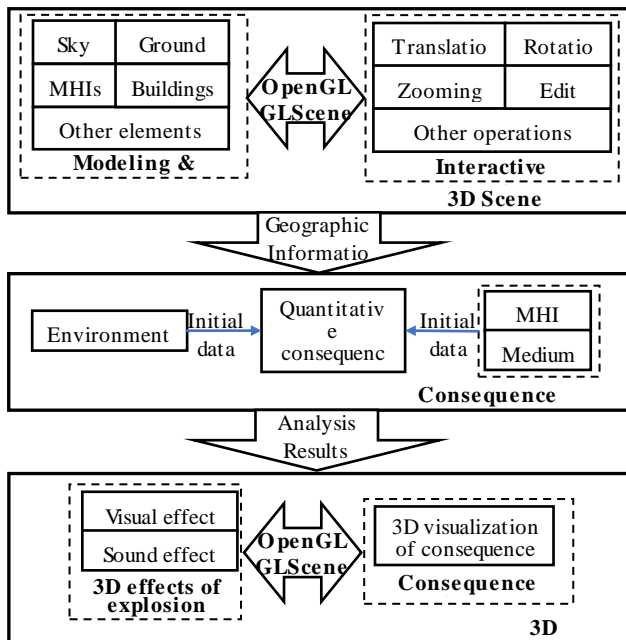 Sky
Ground
MHIs
Buildings
Other elements
Modeling &
OpenGL
GLScene
Translatio
Rotatio
Zooming
Edit
Other operations
Interactive
3D Scene
Geographic
Informatio
Environment
Initial
data
Quantitativ
e
consequenc
Initial
data
MHI
Medium
Consequence
Analysis
Results
Visual effect
Sound effect
3D effects of
explosion
OpenGL
GLScene
3D visualization
of consequence
Consequence
3D